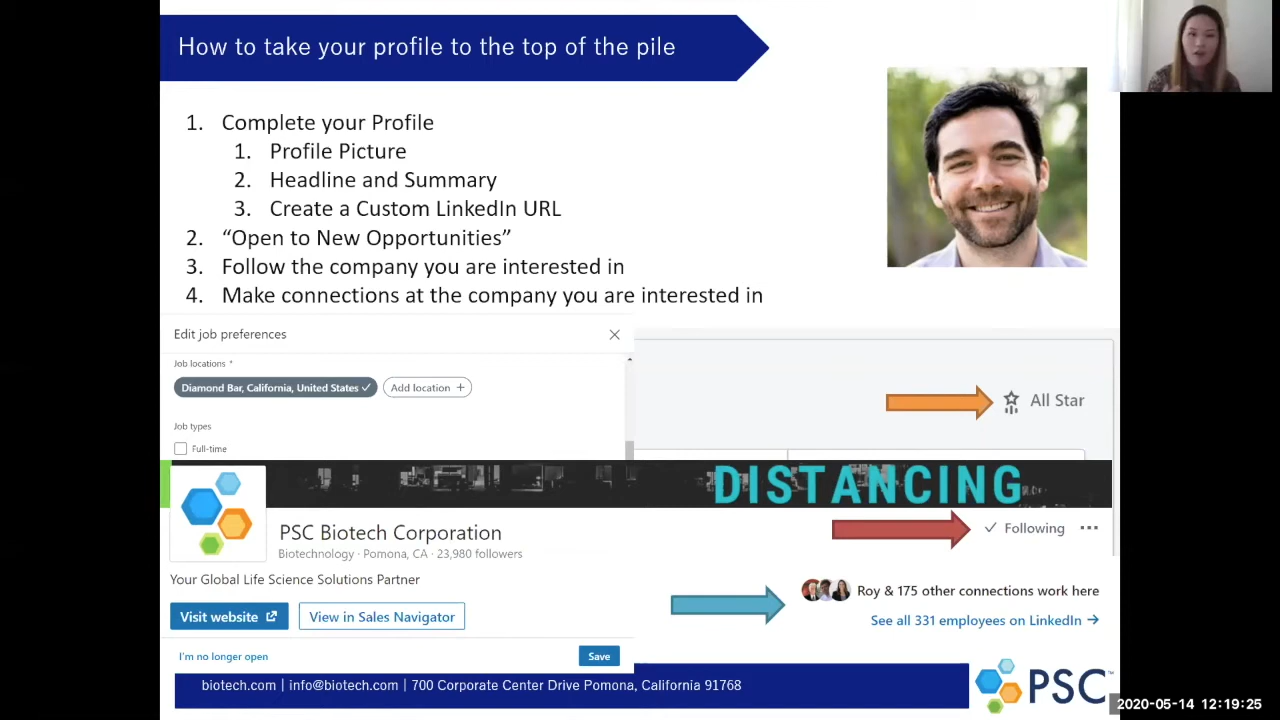 How to take your profile to the top of the pile
1. Complete your Profile
1. Profile Picture
2. Headline and Summary
3. Create a Custom LinkedIn URL
2. “Open to New Opportunities”
3. Follow the company you are interested in
4. Make connections at the company you are interested in
Edit job preferences
Job locations *
Diamond Bar, California, United States
Add location +
Job types
Full-time
All Star
DISTANCING
PSC Biotech Corporation
Biotechnology · Pomona, CA · 23,980 followers
Following
Your Global Life Science Solutions Partner
Roy & 175 other connections work here
Visit website
View in Sales Navigator
See all 331 employees on LinkedIn →
I'm no longer open
Save
biotech.com | info@biotech.com | 700 Corporate Center Drive Pomona, California 91768
PSC™
2020-05-14 12:19:25